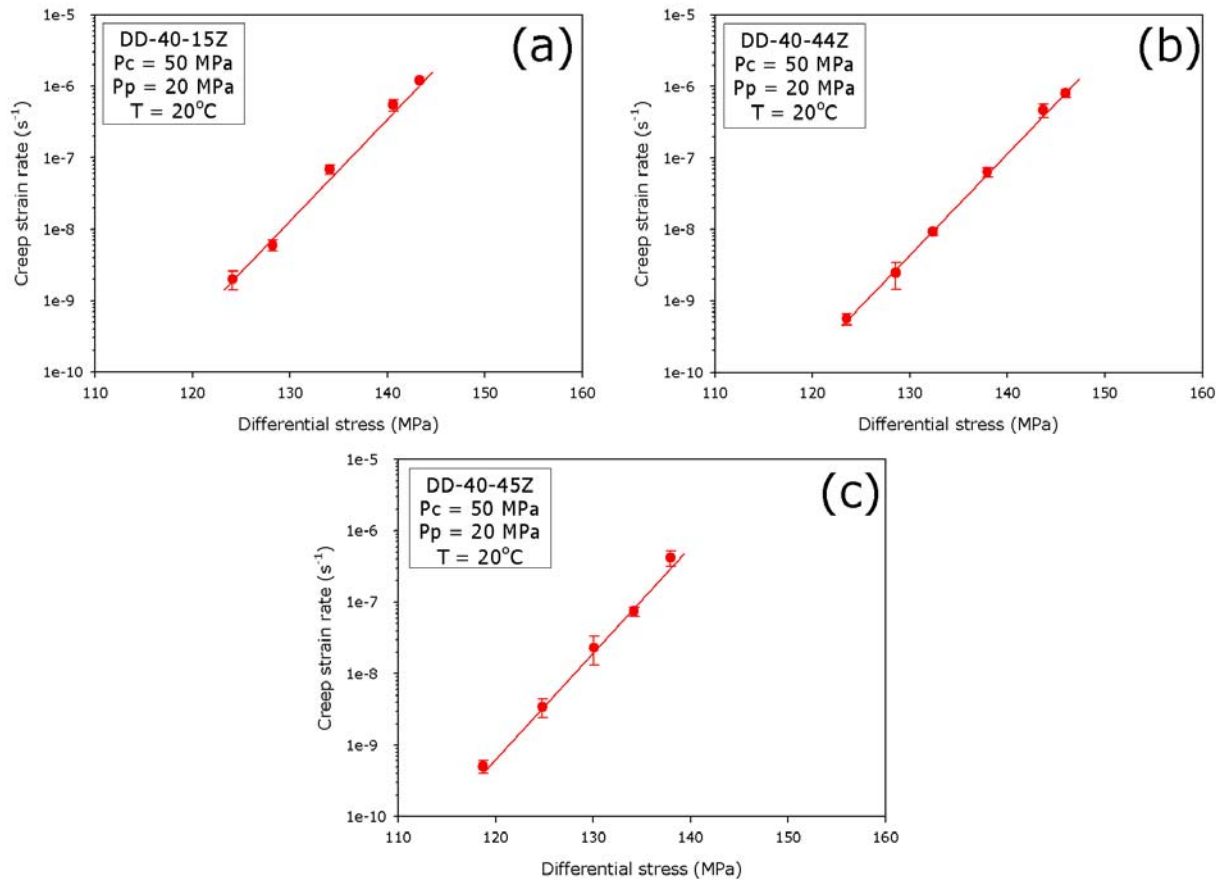 (a)
DD-40-15Z
Pc = 50 MPa
Pp = 20 MPa
T = 20°C
Creep strain rate (s⁻¹)
1e-5
1e-6
1e-7
1e-8
1e-9
1e-10
110 120 130 140 150 160
Differential stress (MPa)
(b)
DD-40-44Z
Pc = 50 MPa
Pp = 20 MPa
T = 20°C
Creep strain rate (s⁻¹)
1e-5
1e-6
1e-7
1e-8
1e-9
1e-10
110 120 130 140 150 160
Differential stress (MPa)
(c)
DD-40-45Z
Pc = 50 MPa
Pp = 20 MPa
T = 20°C
Creep strain rate (s⁻¹)
1e-5
1e-6
1e-7
1e-8
1e-9
1e-10
110 120 130 140 150 160
Differential stress (MPa)